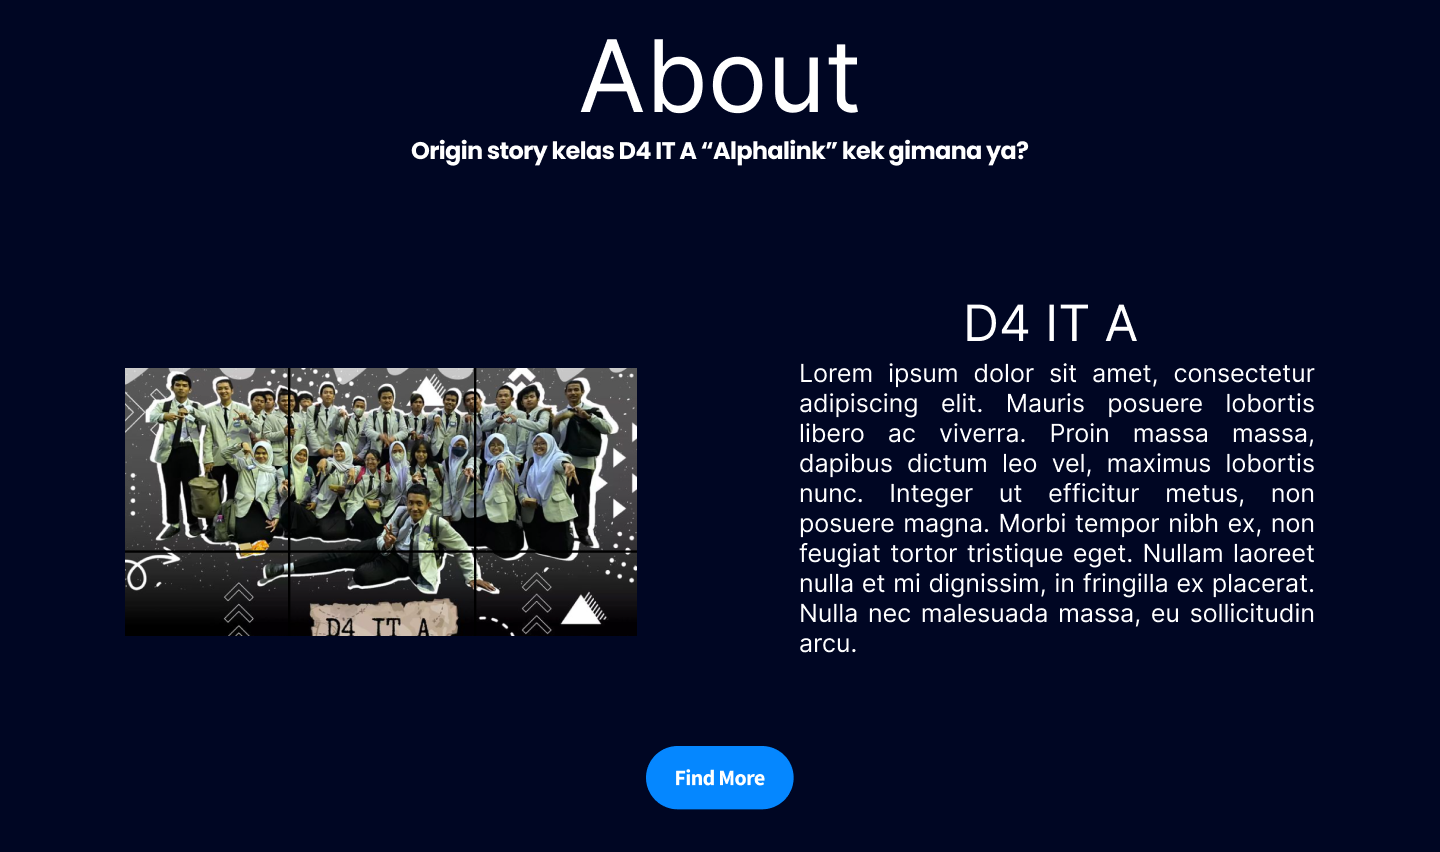 About
Origin story kelas D4 IT A “Alphalink” kek gimana ya?
D4 IT A
Lorem ipsum dolor sit amet, consectetur
adipiscing elit. Mauris posuere lobortis
libero ac viverra. Proin massa massa,
dapibus dictum leo vel, maximus lobortis
nunc. Integer ut efficitur metus, non
posuere magna. Morbi tempor nibh ex, non
feugiat tortor tristique eget. Nullam laoreet
nulla et mi dignissim, in fringilla ex placerat.
Nulla nec malesuada massa, eu sollicitudin
arcu.
D4 IT A
Find More